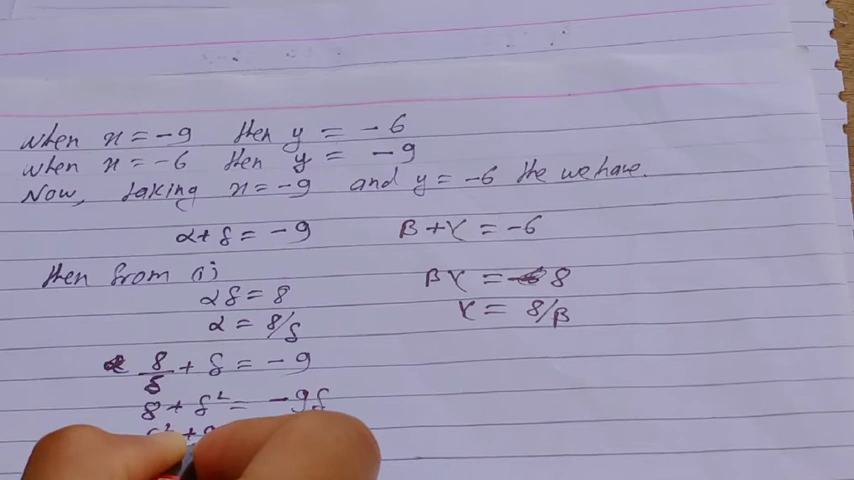 when x = -9 then y = -6
when x = -6 then y = -9
Now, taking x = -9 and y = -6 the we have.
α + δ = -9 β + γ = -6
then from (i)
αδ = 8 βγ = 8
α = 8/δ γ = 8/β
8/δ + δ = -9
8 + δ² = -9δ